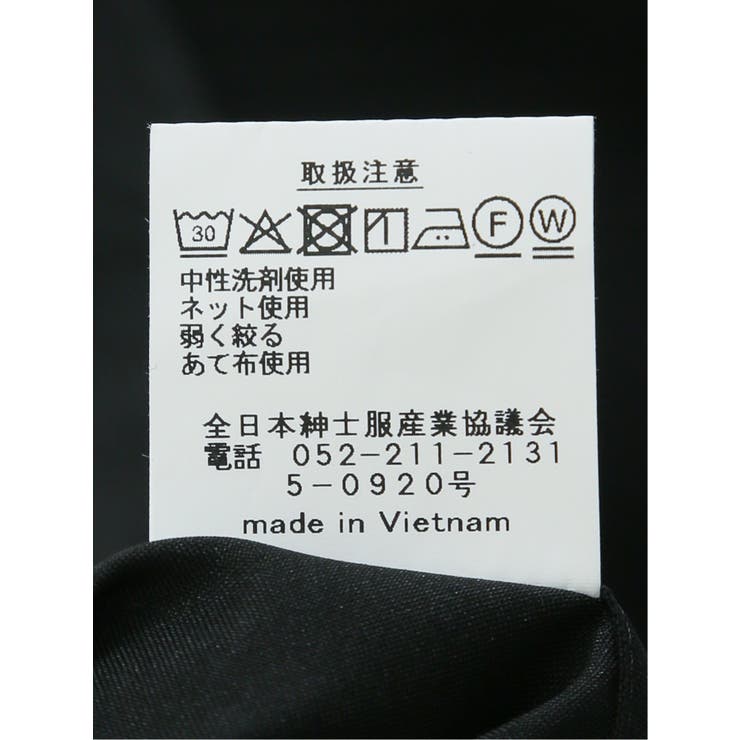 取扱注意
30 F W
中性洗剤使用
ネット使用
弱く絞る
あて布使用
全日本紳士服産業協議会
電話 052-211-2131
5-0920号
made in Vietnam